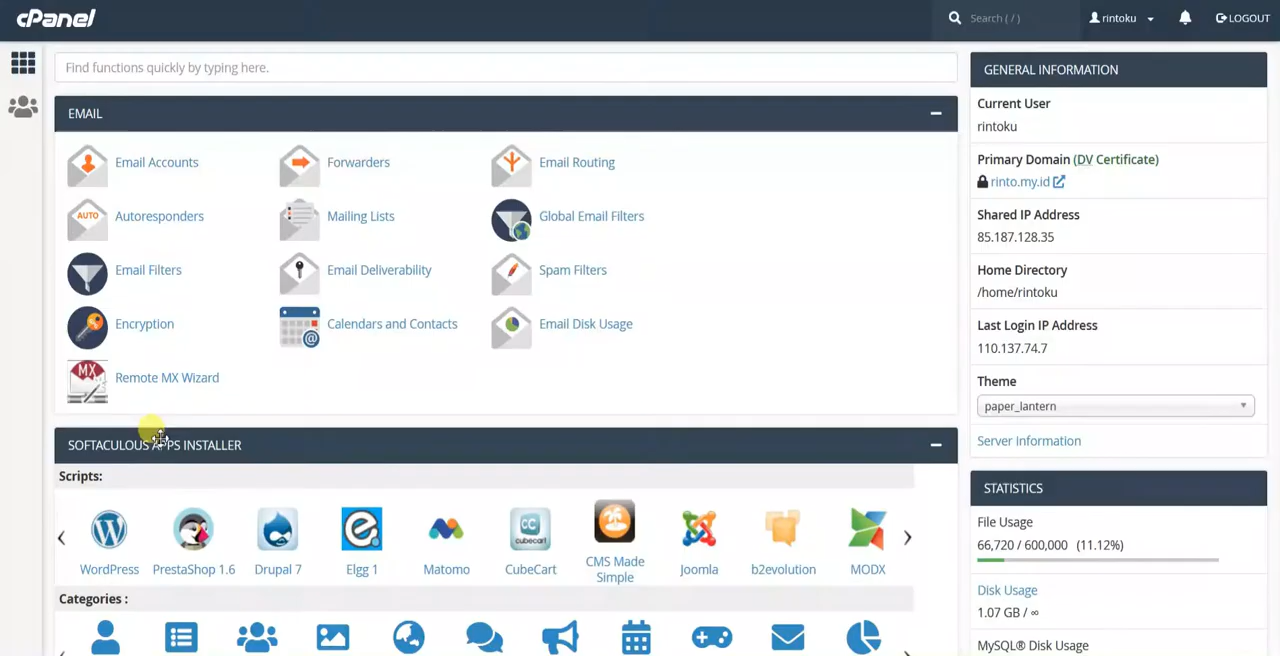 cPanel
Search ( / )
rintoku
LOGOUT
Find functions quickly by typing here.
EMAIL
Email Accounts
Forwarders
Email Routing
AUTO
Autoresponders
Mailing Lists
Global Email Filters
Email Filters
Email Deliverability
Spam Filters
Encryption
@
Calendars and Contacts
Email Disk Usage
MX
Remote MX Wizard
SOFTACULOUS APPS INSTALLER
Scripts:
WordPress
PrestaShop 1.6
Drupal 7
e
Elgg 1
Matomo
CC
cubecart
CubeCart
CMS Made
Simple
Joomla
b2evolution
MODX
Categories :
GENERAL INFORMATION
Current User
rintoku
Primary Domain (DV Certificate)
rinto.my.id
Shared IP Address
85.187.128.35
Home Directory
/home/rintoku
Last Login IP Address
110.137.74.7
Theme
paper_lantern
Server Information
STATISTICS
File Usage
66,720 / 600,000 (11.12%)
Disk Usage
1.07 GB / ∞
MySQL® Disk Usage